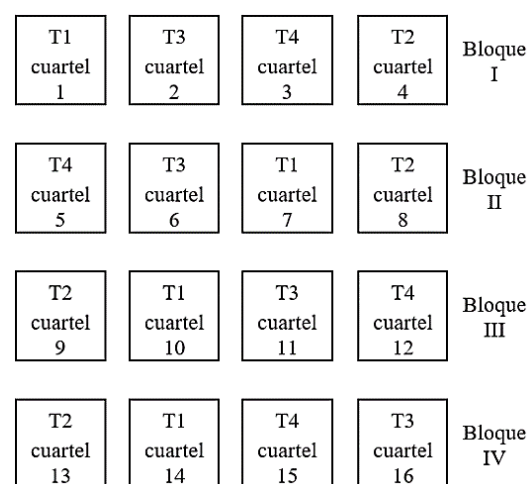 T1 T3 T4 T2 Bloque
cuartel cuartel cuartel cuartel I
1 2 3 4
T4 T3 T1 T2 Bloque
cuartel cuartel cuartel cuartel II
5 6 7 8
T2 T1 T3 T4 Bloque
cuartel cuartel cuartel cuartel III
9 10 11 12
T2 T1 T4 T3 Bloque
cuartel cuartel cuartel cuartel IV
13 14 15 16